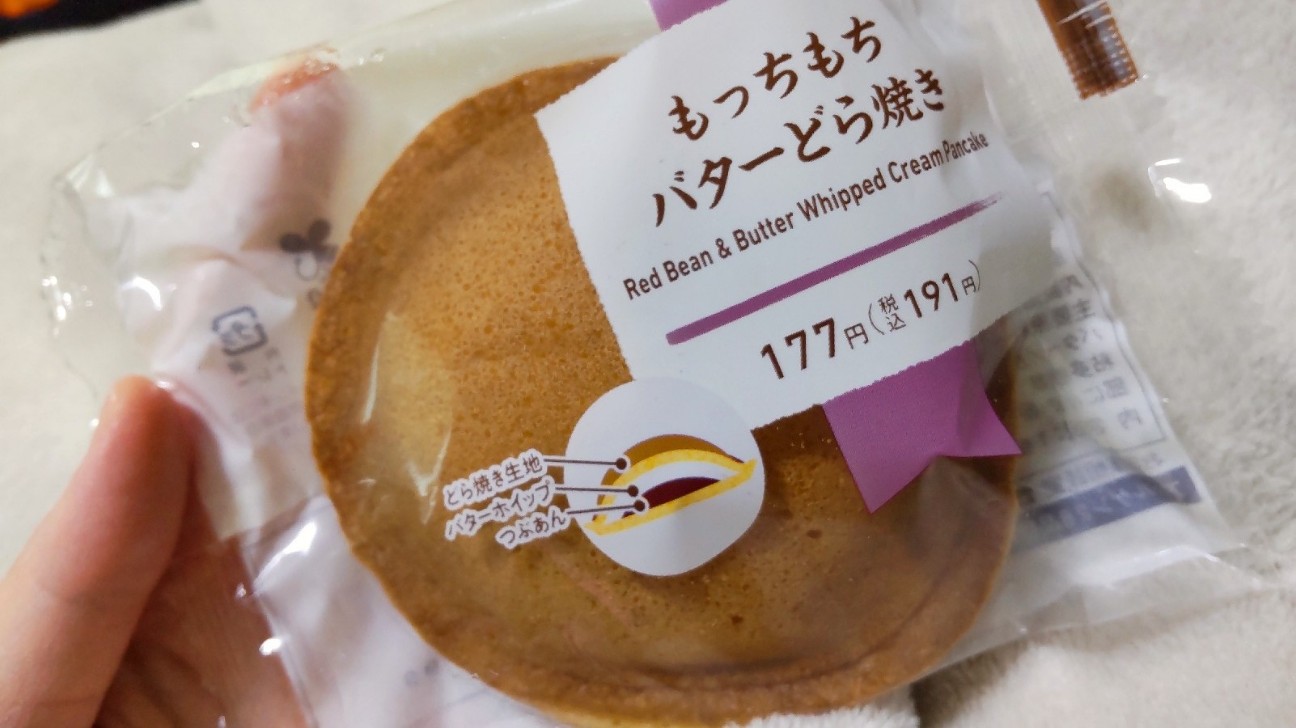 もっちもち
バターどら焼き
Red Bean & Butter Whipped Cream Pancake
177円(税込191円)
どら焼き生地
バターホイップ
つぶあん